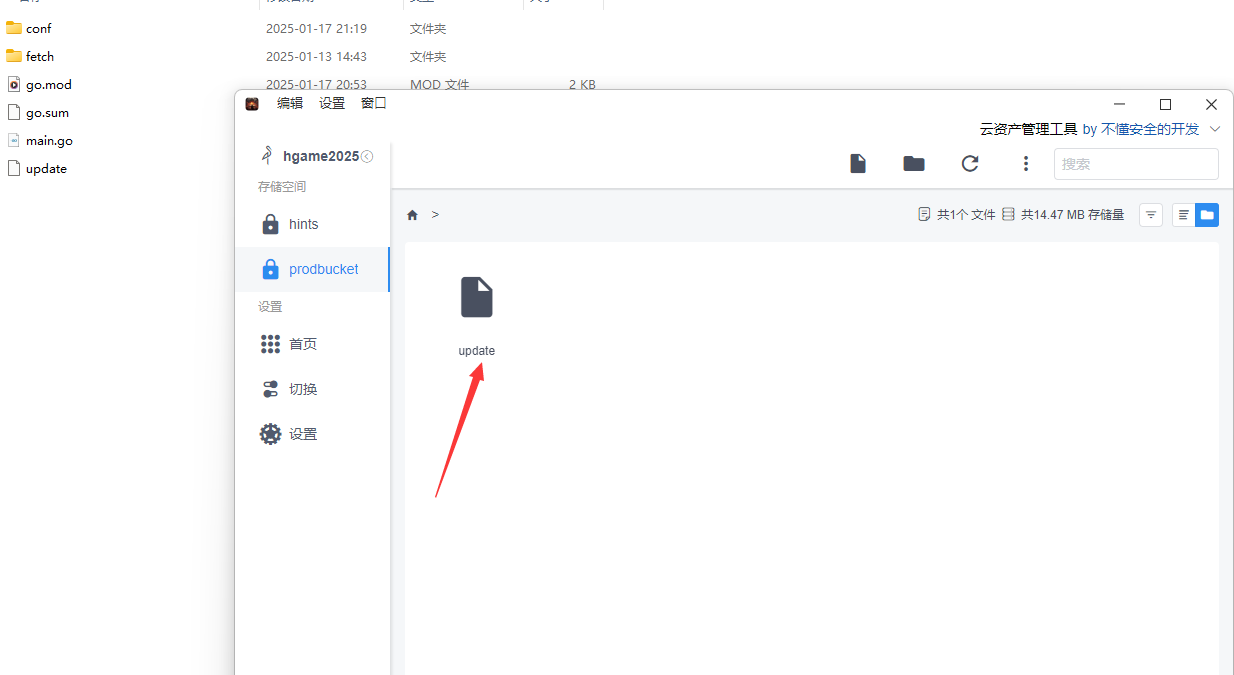 conf 2025-01-17 21:19 文件夹
fetch 2025-01-13 14:43 文件夹
go.mod 2025-01-17 20:53 MOD 文件 2 KB
go.sum
main.go
update
编辑 设置 窗口
云资产管理工具 by 不懂安全的开发
hgame2025
搜索
存储空间
hints
prodbucket
设置
首页
切换
设置
>
共1个 文件 共14.47 MB 存储量
update